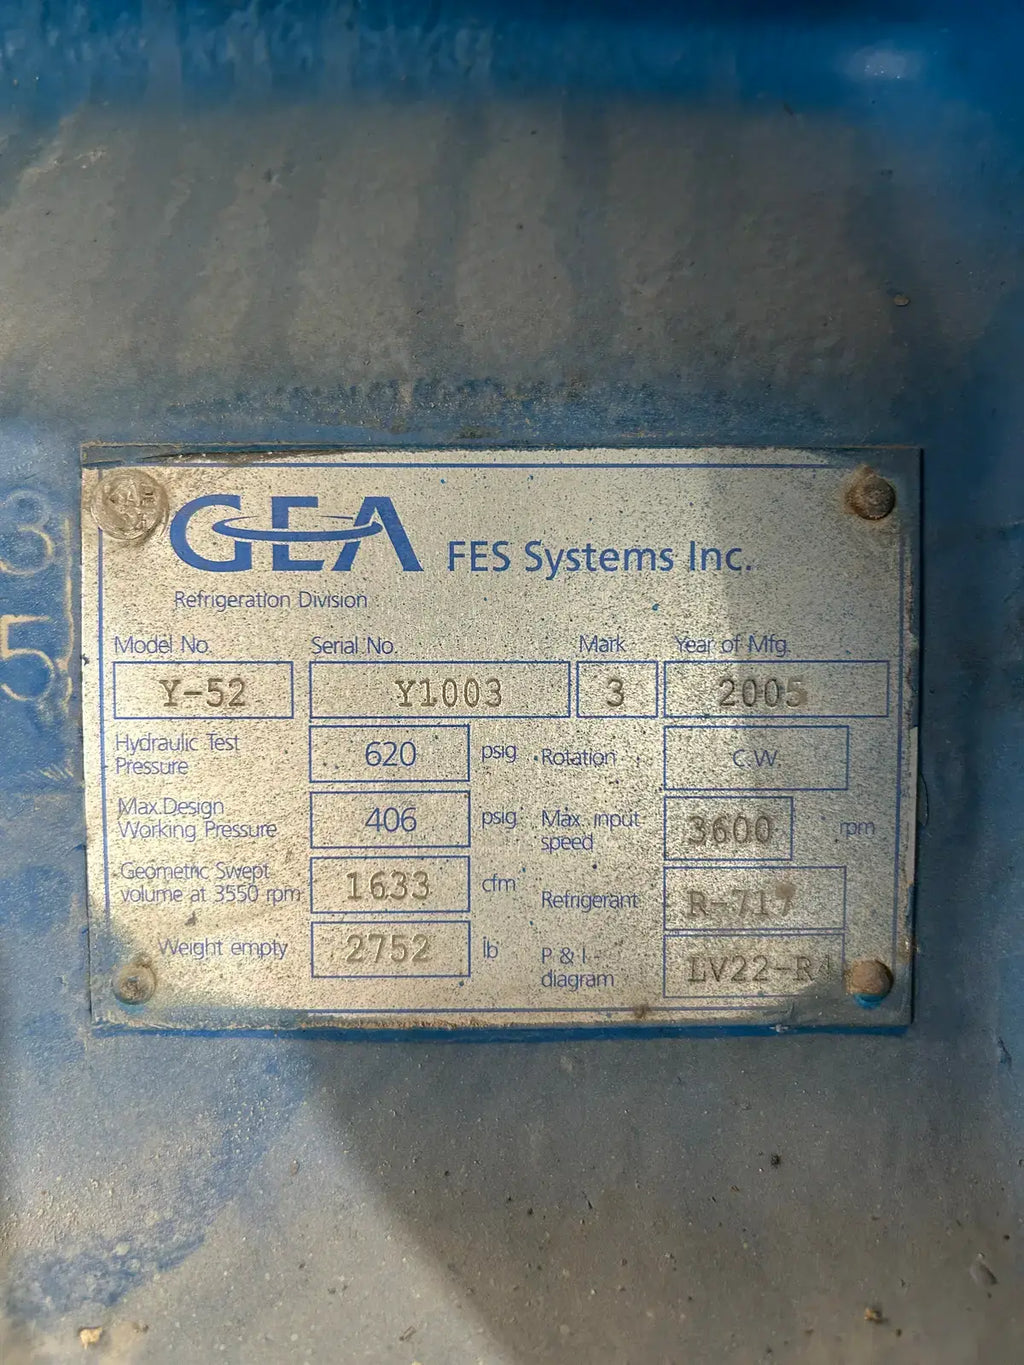 GEA FES Systems Inc.
Refrigeration Division
Model No. Serial No. Mark Year of Mfg.
Y-52 Y1003 3 2005
Hydraulic Test Pressure 620 psig Rotation C.W.
Max.Design Working Pressure 406 psig Max. input speed 3600 rpm
Geometric Swept volume at 3550 rpm 1633 cfm Refrigerant R-717
Weight empty 2752 lb P & I - diagram
3
5